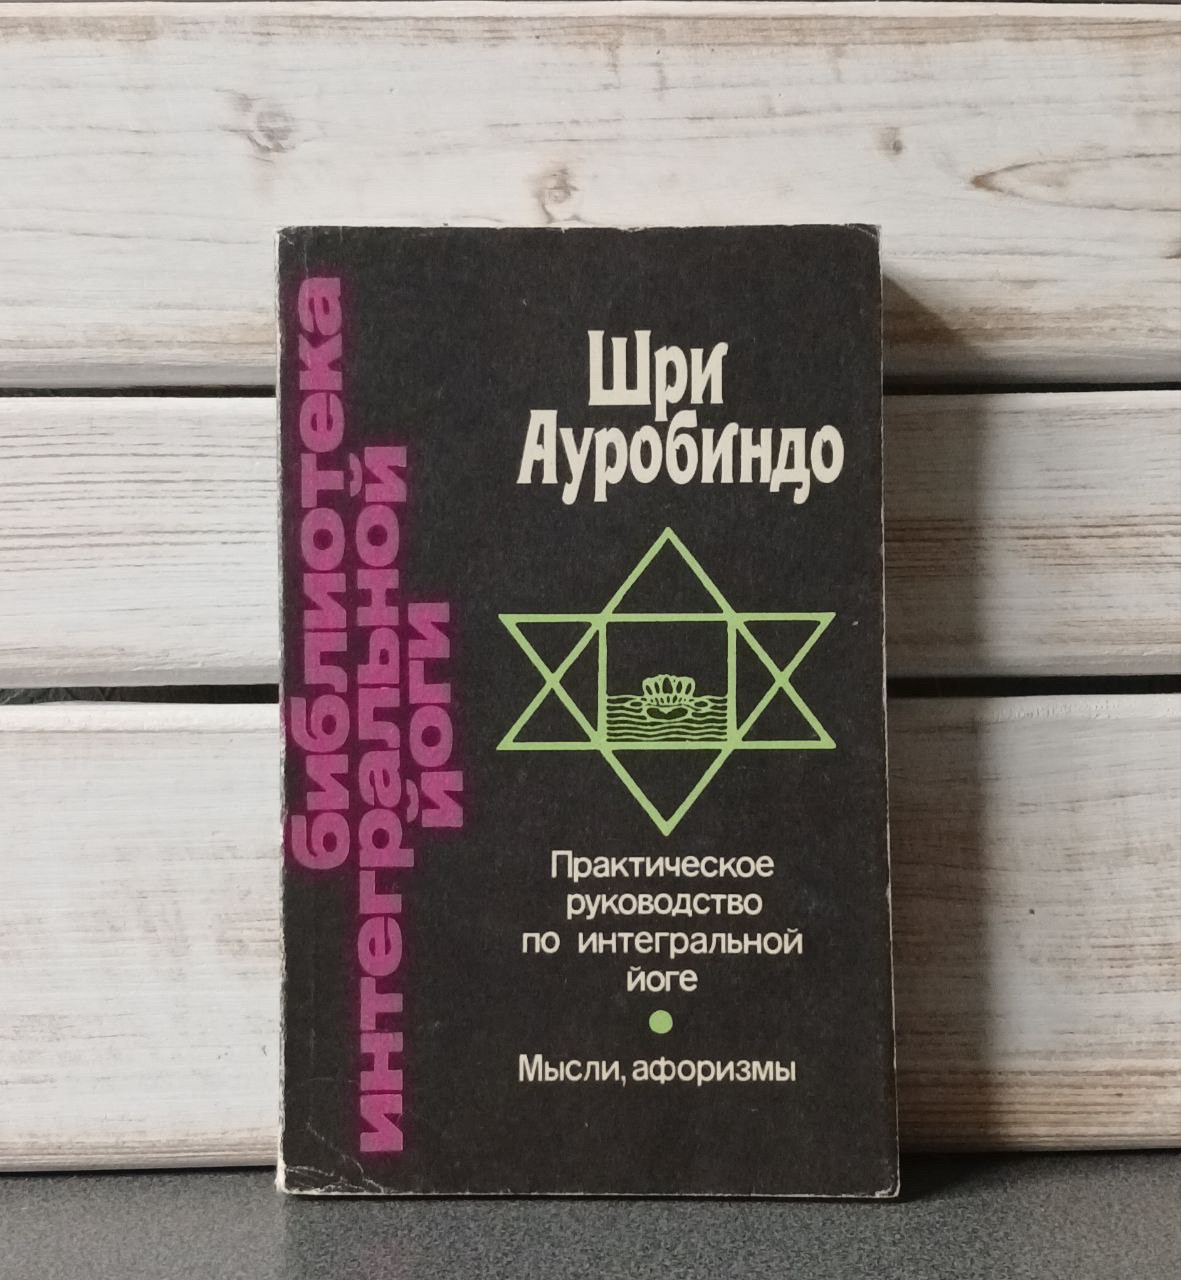 библиотека
интегральной
йоги
Шри
Ауробиндо
Практическое
руководство
по интегральной
йоге
Мысли, афоризмы